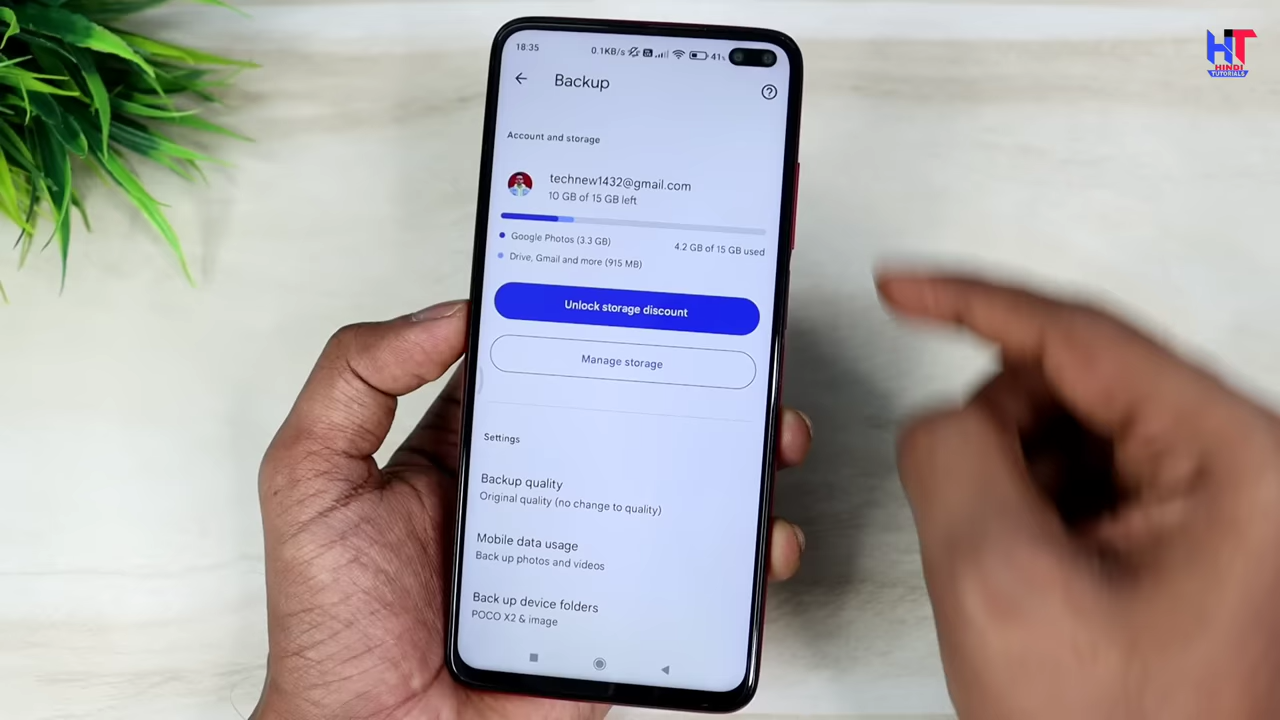 18:35 0.1KB/s 41%
Backup
Account and storage
technew1432@gmail.com
10 GB of 15 GB left
Google Photos (3.3 GB) 4.2 GB of 15 GB used
Drive, Gmail and more (915 MB)
Unlock storage discount
Manage storage
Settings
Backup quality
Original quality (no change to quality)
Mobile data usage
Back up photos and videos
Back up device folders
POCO X2 & image
HT
HINDI
TUTORIALS